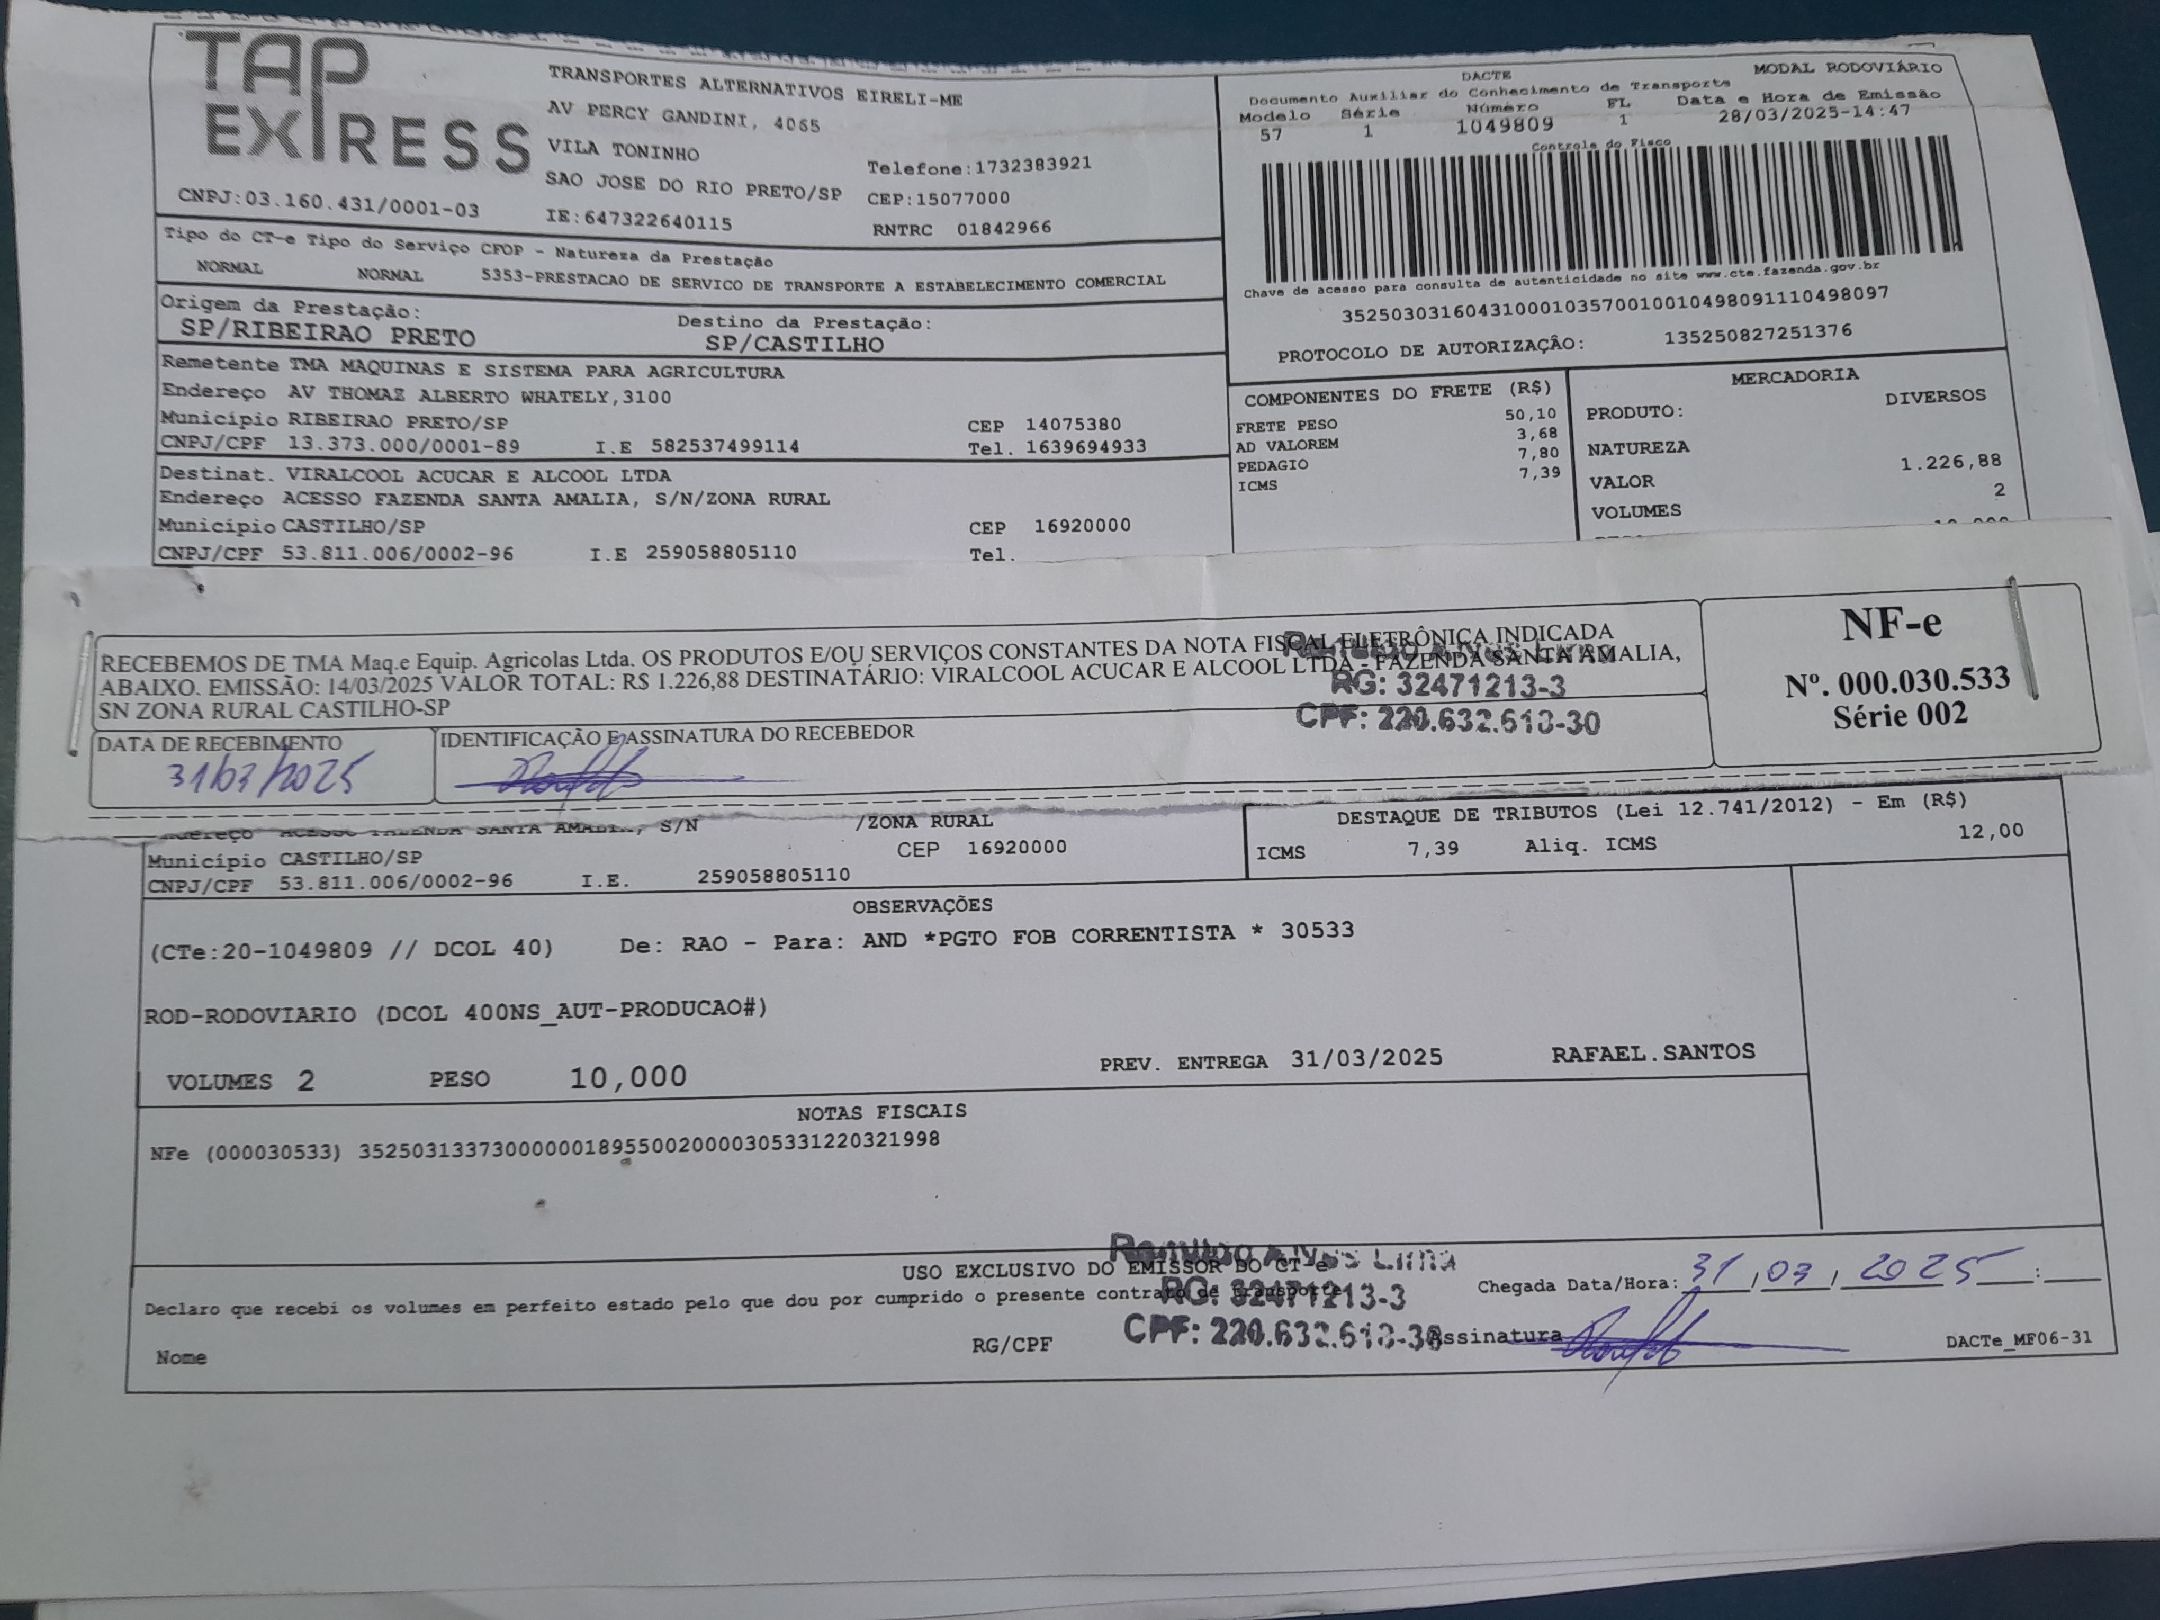 TAP EXPRESS
CNPJ:03.160.431/0001-03
TRANSPORTES ALTERNATIVOS EIRELI-ME
AV PERCY GANDINI, 4065
VILA TONINHO
Telefone:1732383921
SAO JOSE DO RIO PRETO/SP CEP:15077000
IE:647322640115 RNTRC 01842966
DACTE MODAL RODOVIÁRIO
Documento Auxiliar do Conhecimento de Transporte
Modelo Série Número FL Data e Hora de Emissão
57 1 1049809 1 28/03/2025-14:47
Controle do Fisco
Chave de acesso para consulta de autenticidade no site www.cte.fazenda.gov.br
35250303160431000103570010010498091110498097
PROTOCOLO DE AUTORIZAÇÃO: 135250827251376
Tipo do CT-e Tipo do Serviço CFOP - Natureza da Prestação
NORMAL NORMAL 5353-PRESTACAO DE SERVICO DE TRANSPORTE A ESTABELECIMENTO COMERCIAL
Origem da Prestação: Destino da Prestação:
SP/RIBEIRAO PRETO SP/CASTILHO
Remetente TMA MAQUINAS E SISTEMA PARA AGRICULTURA
Endereço AV THOMAZ ALBERTO WHATELY,3100
Município RIBEIRAO PRETO/SP CEP 14075380
CNPJ/CPF 13.373.000/0001-89 I.E 582537499114 Tel. 1639694933
Destinat. VIRALCOOL ACUCAR E ALCOOL LTDA
Endereço ACESSO FAZENDA SANTA AMALIA, S/N/ZONA RURAL
Município CASTILHO/SP CEP 16920000
CNPJ/CPF 53.811.006/0002-96 I.E 259058805110 Tel.
COMPONENTES DO FRETE (R$)
FRETE PESO 50,10
AD VALOREM 3,68
PEDAGIO 7,80
ICMS 7,39
MERCADORIA
PRODUTO: DIVERSOS
NATUREZA
VALOR 1.226,88
VOLUMES 2
RECEBEMOS DE TMA Maq.e Equip. Agricolas Ltda. OS PRODUTOS E/OU SERVIÇOS CONSTANTES DA NOTA FISCAL ELETRÔNICA INDICADA
ABAIXO. EMISSÃO: 14/03/2025 VALOR TOTAL: R$ 1.226,88 DESTINATÁRIO: VIRALCOOL ACUCAR E ALCOOL LTDA - FAZENDA SANTA AMALIA,
SN ZONA RURAL CASTILHO-SP
RG: 32471213-3
CPF: 220.632.618-30
DATA DE RECEBIMENTO
31/03/2025
IDENTIFICAÇÃO E ASSINATURA DO RECEBEDOR
NF-e
Nº. 000.030.533
Série 002
Endereço ACESSO FAZENDA SANTA AMALIA, S/N /ZONA RURAL
Município CASTILHO/SP CEP 16920000
CNPJ/CPF 53.811.006/0002-96 I.E. 259058805110
DESTAQUE DE TRIBUTOS (Lei 12.741/2012) - Em (R$)
ICMS 7,39 Aliq. ICMS 12,00
OBSERVAÇÕES
(CTe:20-1049809 // DCOL 40) De: RAO - Para: AND *PGTO FOB CORRENTISTA * 30533
ROD-RODOVIARIO (DCOL 400NS_AUT-PRODUCAO#)
VOLUMES 2 PESO 10,000 PREV. ENTREGA 31/03/2025 RAFAEL.SANTOS
NOTAS FISCAIS
NFe (000030533) 35250313373000000189550020000305331220321998
Alves Lima
USO EXCLUSIVO DO EMISSOR DO CT-e
RG: 32471213-3
Chegada Data/Hora: 31/03/2025 :
Declaro que recebi os volumes em perfeito estado pelo que dou por cumprido o presente contrato de transporte
CPF: 220.632.618-30
Nome RG/CPF Assinatura DACTe_MF06-31